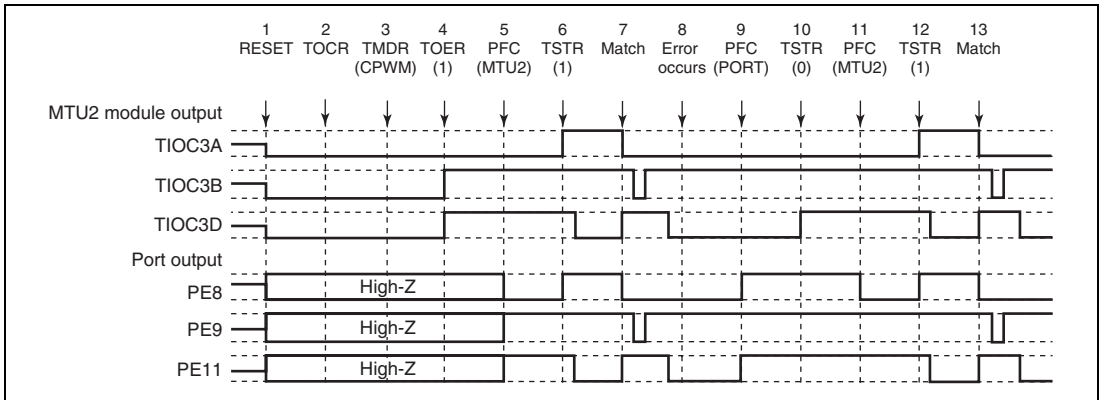 1 2 3 4 5 6 7 8 9 10 11 12 13
RESET TOCR TMDR TOER PFC TSTR Match Error PFC TSTR PFC TSTR Match
(CPWM) (1) (MTU2) (1) occurs (PORT) (0) (MTU2) (1)
MTU2 module output
TIOC3A
TIOC3B
TIOC3D
Port output
PE8 High-Z
PE9 High-Z
PE11 High-Z